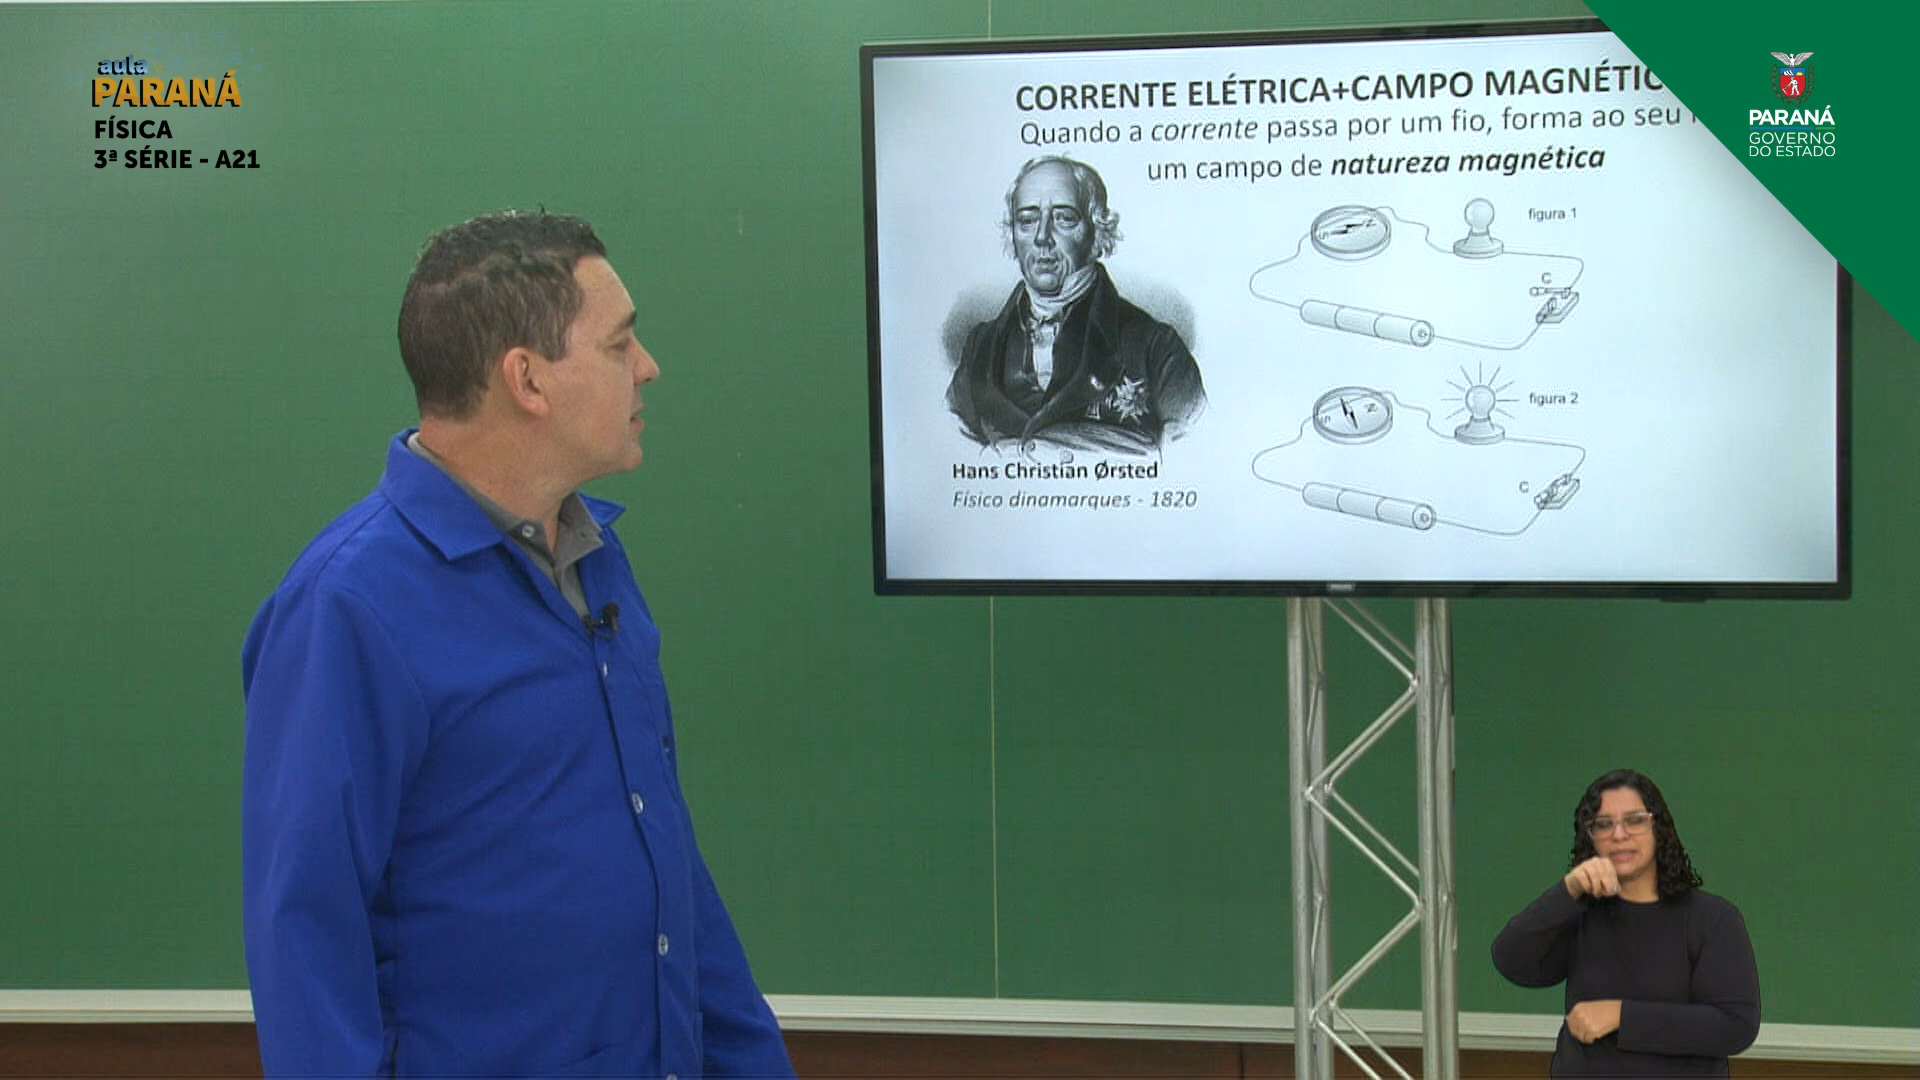 aula
PARANÁ
FÍSICA
3ª SÉRIE - A21
CORRENTE ELÉTRICA+CAMPO
Quando a corrente passa por um fio, forma ao seu
um campo de natureza magnética
figura 1
S N
C
figura 2
S N
C
Hans Christian Ørsted
Físico dinamarques - 1820
PARANÁ
GOVERNO
DO ESTADO